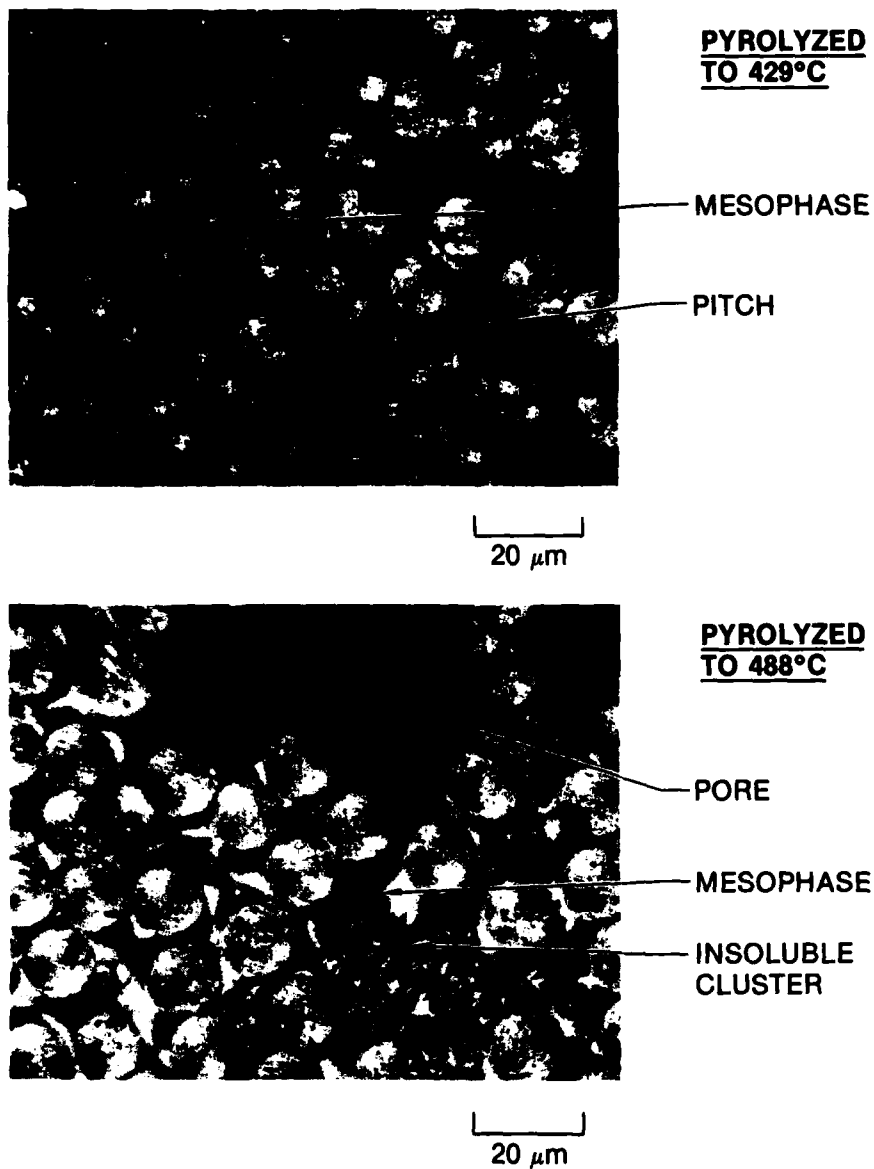 PYROLYZED
TO 429°C
MESOPHASE
PITCH
20 μm
PYROLYZED
TO 488°C
PORE
MESOPHASE
INSOLUBLE
CLUSTER
20 μm